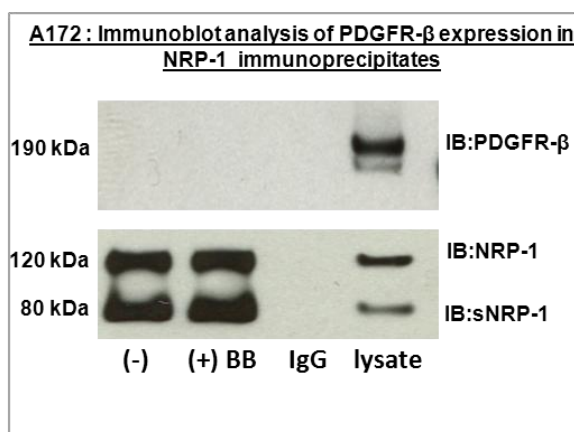 A172 : Immunoblot analysis of PDGFR-β expression in
NRP-1 immunoprecipitates
190 kDa
IB:PDGFR-β
120 kDa
IB:NRP-1
80 kDa
IB:sNRP-1
(-) (+) BB IgG lysate